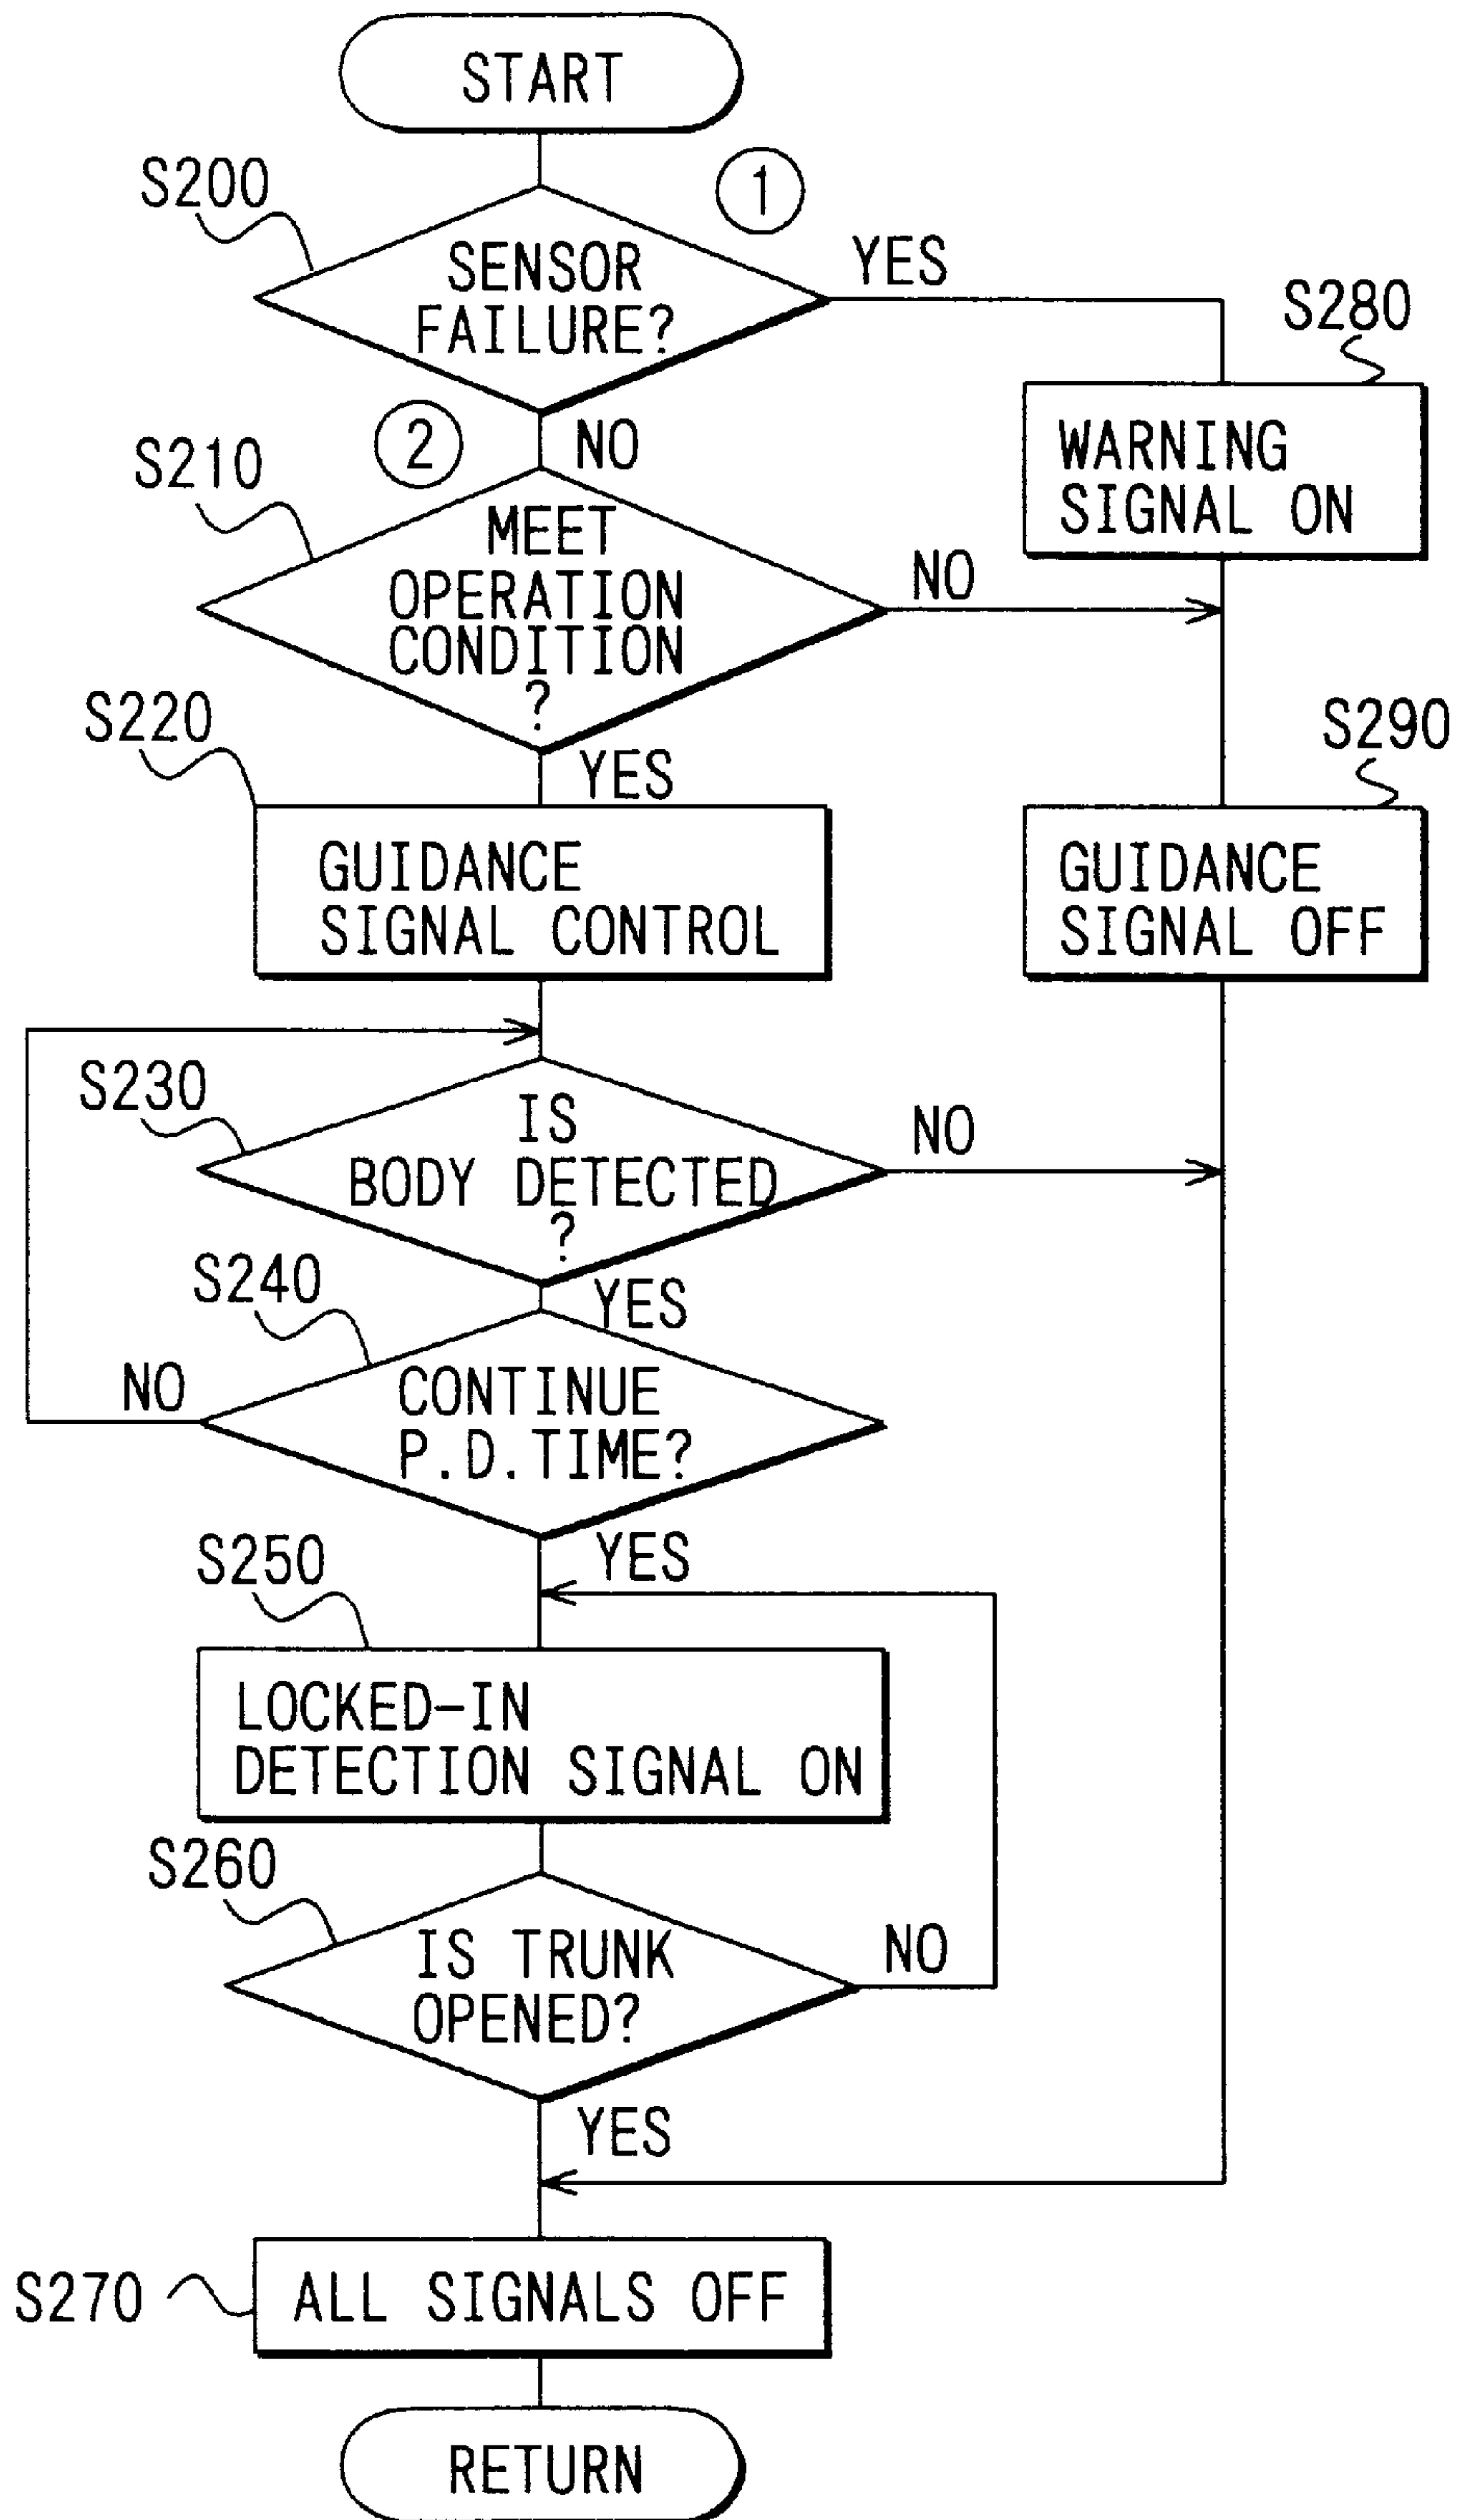 START
S200
1
SENSOR
FAILURE?
YES
S280
WARNING
SIGNAL ON
2
NO
S210
MEET
OPERATION
CONDITION
?
NO
S220
YES
S290
GUIDANCE
SIGNAL CONTROL
GUIDANCE
SIGNAL OFF
S230
IS
BODY DETECTED
?
NO
S240
YES
NO
CONTINUE
P.D.TIME?
S250
YES
LOCKED-IN
DETECTION SIGNAL ON
S260
IS TRUNK
OPENED?
NO
YES
S270
ALL SIGNALS OFF
RETURN